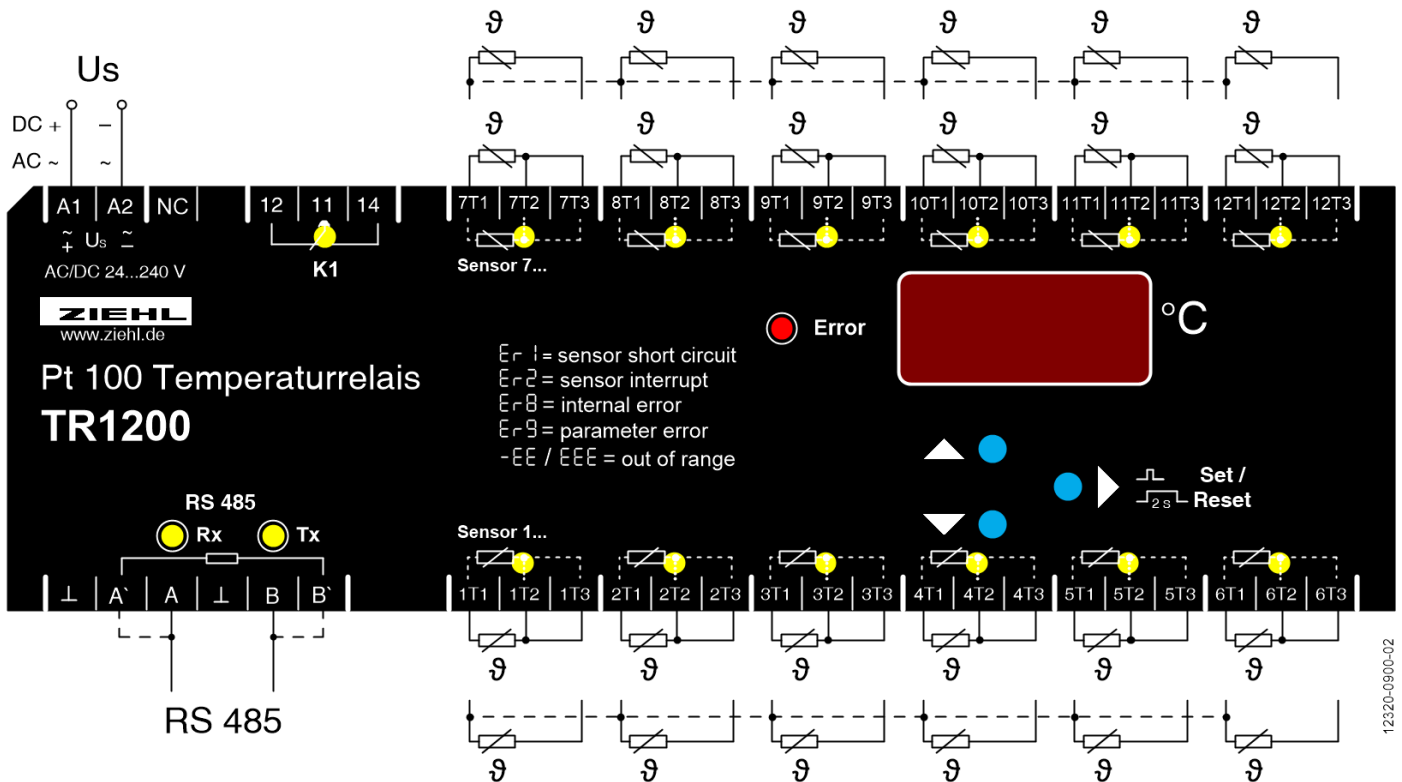 ϑ ϑ ϑ ϑ ϑ ϑ
Us
DC + −
AC ~ ~
ϑ ϑ ϑ ϑ ϑ ϑ
A1 A2 NC 12 11 14 7T1 7T2 7T3 8T1 8T2 8T3 9T1 9T2 9T3 10T1 10T2 10T3 11T1 11T2 11T3 12T1 12T2 12T3
~ + Us ~ −
AC/DC 24...240 V
K1
Sensor 7...
ZIEHL
www.ziehl.de
Error
°C
Pt 100 Temperaturrelais
TR1200
Er1 = sensor short circuit
Er2 = sensor interrupt
Er8 = internal error
Er9 = parameter error
-EE / EEE = out of range
Set /
2 s Reset
RS 485
Rx Tx
Sensor 1...
⊥ A` A ⊥ B B` 1T1 1T2 1T3 2T1 2T2 2T3 3T1 3T2 3T3 4T1 4T2 4T3 5T1 5T2 5T3 6T1 6T2 6T3
ϑ ϑ ϑ ϑ ϑ ϑ
RS 485
ϑ ϑ ϑ ϑ ϑ ϑ
12320-0900-02